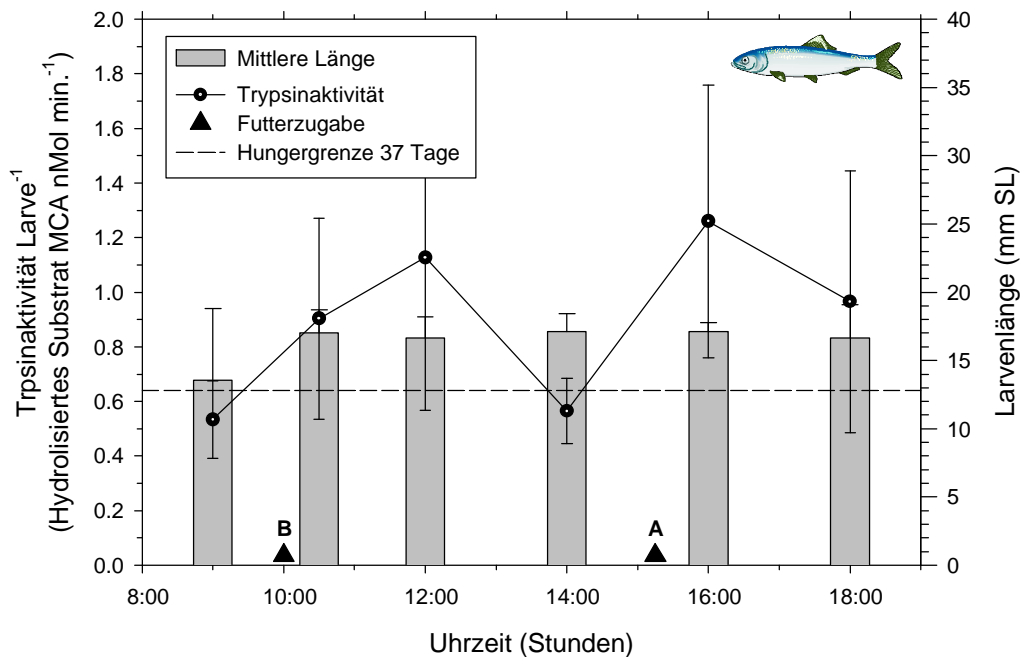 Trpsinaktivität Larve⁻¹
(Hydrolisiertes Substrat MCA nMol min.⁻¹)
2.0
1.8
1.6
1.4
1.2
1.0
0.8
0.6
0.4
0.2
0.0
Mittlere Länge
Trypsinaktivität
Futterzugabe
Hungergrenze 37 Tage
B
A
40
35
30
25
20
15
10
5
0
Larvenlänge (mm SL)
8:00 10:00 12:00 14:00 16:00 18:00
Uhrzeit (Stunden)